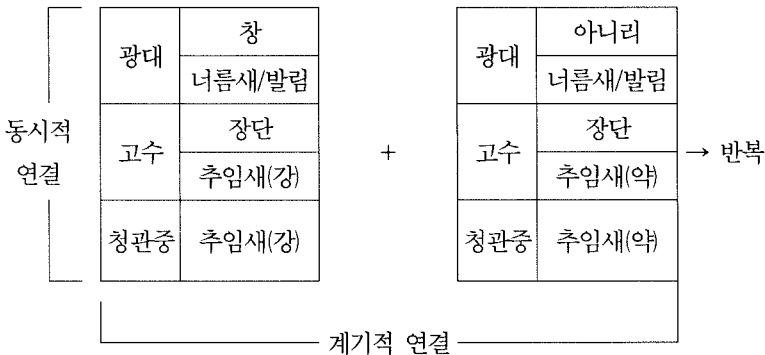 광대 창 광대 아니리
너름새/발림 너름새/발림
동시적 연결
고수 장단 + 고수 장단
추임새(강) 추임새(약) → 반복
청관중 추임새(강) 청관중 추임새(약)
계기적 연결